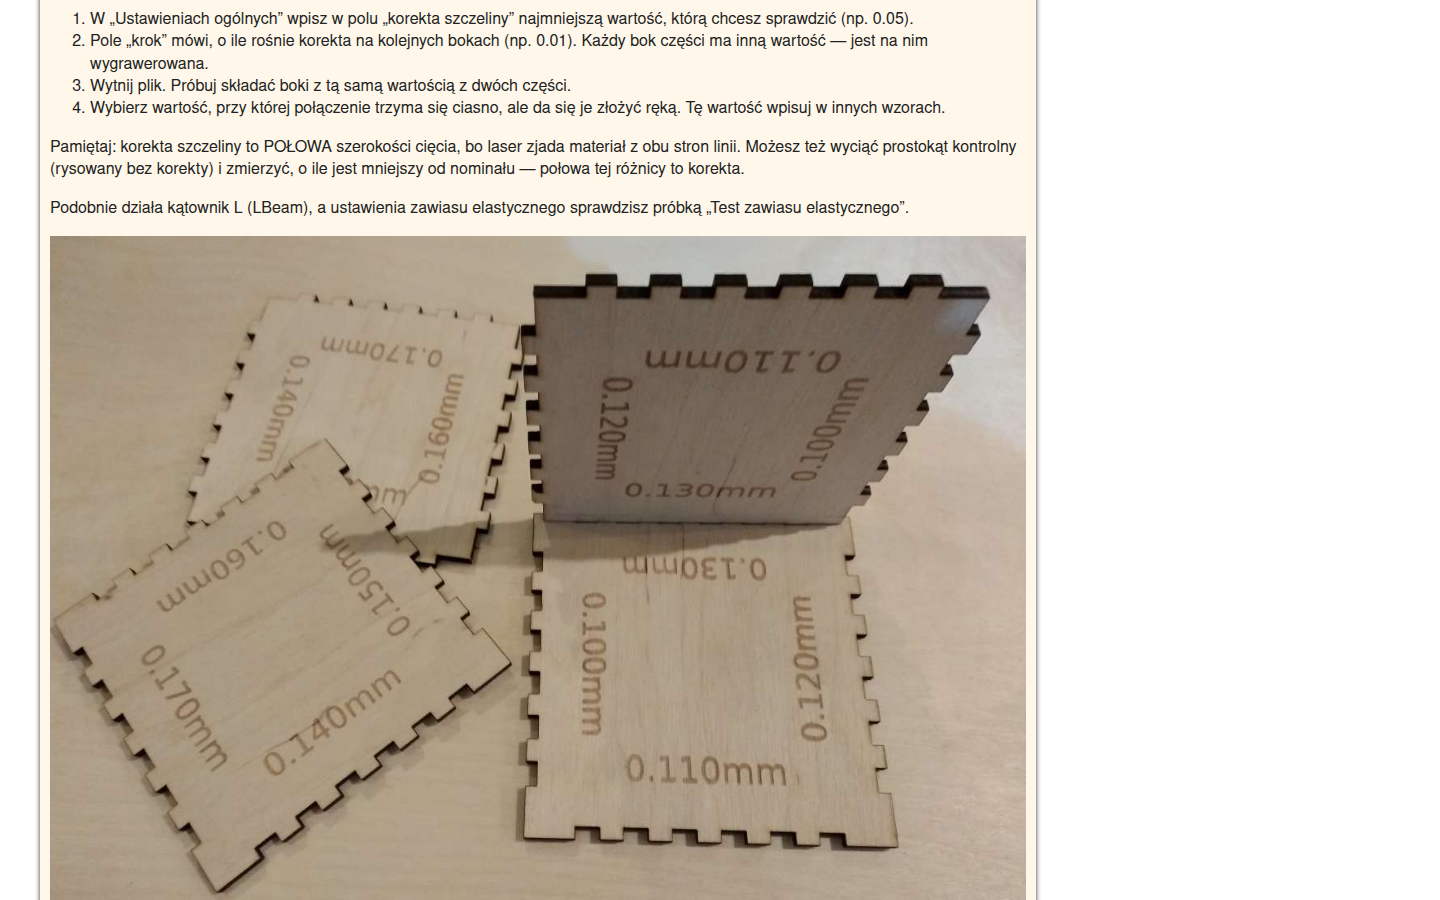 1. W „Ustawieniach ogólnych” wpisz w polu „korekta szczeliny” najmniejszą wartość, którą chcesz sprawdzić (np. 0.05).
2. Pole „krok” mówi, o ile rośnie korekta na kolejnych bokach (np. 0.01). Każdy bok części ma inną wartość — jest na nim
wygrawerowana.
3. Wytnij plik. Próbuj składać boki z tą samą wartością z dwóch części.
4. Wybierz wartość, przy której połączenie trzyma się ciasno, ale da się je złożyć ręką. Tę wartość wpisuj w innych wzorach.
Pamiętaj: korekta szczeliny to POŁOWA szerokości cięcia, bo laser zjada materiał z obu stron linii. Możesz też wyciąć prostokąt kontrolny
(rysowany bez korekty) i zmierzyć, o ile jest mniejszy od nominału — połowa tej różnicy to korekta.
Podobnie działa kątownik L (LBeam), a ustawienia zawiasu elastycznego sprawdzisz próbką „Test zawiasu elastycznego”.
0.170mm
0.140mm
0.160mm
0.110mm
0.120mm
0.100mm
0.130mm
0.160mm
0.150mm
0.170mm
0.140mm
0.130mm
0.100mm
0.120mm
0.110mm